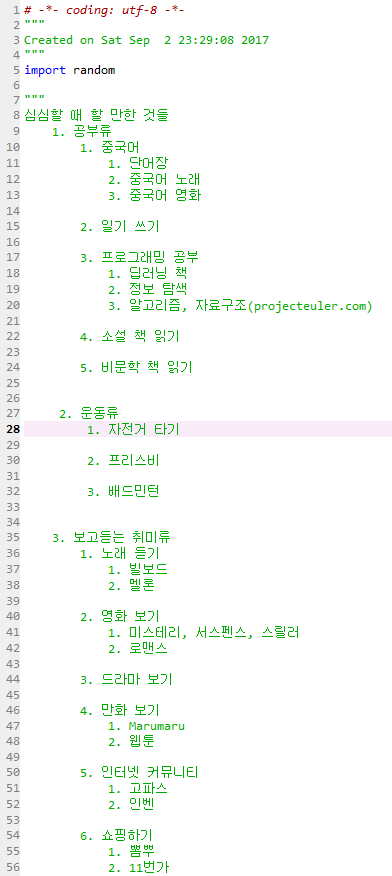 1 # -*- coding: utf-8 -*-
2 """
3 Created on Sat Sep  2 23:29:08 2017
4 """
5 import random
6
7 """
8 심심할 때 할 만한 것들
9     1. 공부류
10         1. 중국어
11             1. 단어장
12             2. 중국어 노래
13             3. 중국어 영화
14
15         2. 일기 쓰기
16
17         3. 프로그래밍 공부
18             1. 딥러닝 책
19             2. 정보 탐색
20             3. 알고리즘, 자료구조(projecteuler.com)
21
22         4. 소설 책 읽기
23
24         5. 비문학 책 읽기
25
26
27      2. 운동류
28          1. 자전거 타기
29
30          2. 프리스비
31
32          3. 배드민턴
33
34
35     3. 보고듣는 취미류
36         1. 노래 듣기
37             1. 빌보드
38             2. 멜론
39
40         2. 영화 보기
41             1. 미스테리, 서스펜스, 스릴러
42             2. 로맨스
43
44         3. 드라마 보기
45
46         4. 만화 보기
47             1. Marumaru
48             2. 웹툰
49
50         5. 인터넷 커뮤니티
51             1. 고파스
52             2. 인벤
53
54         6. 쇼핑하기
55             1. 뽐뿌
56             2. 11번가